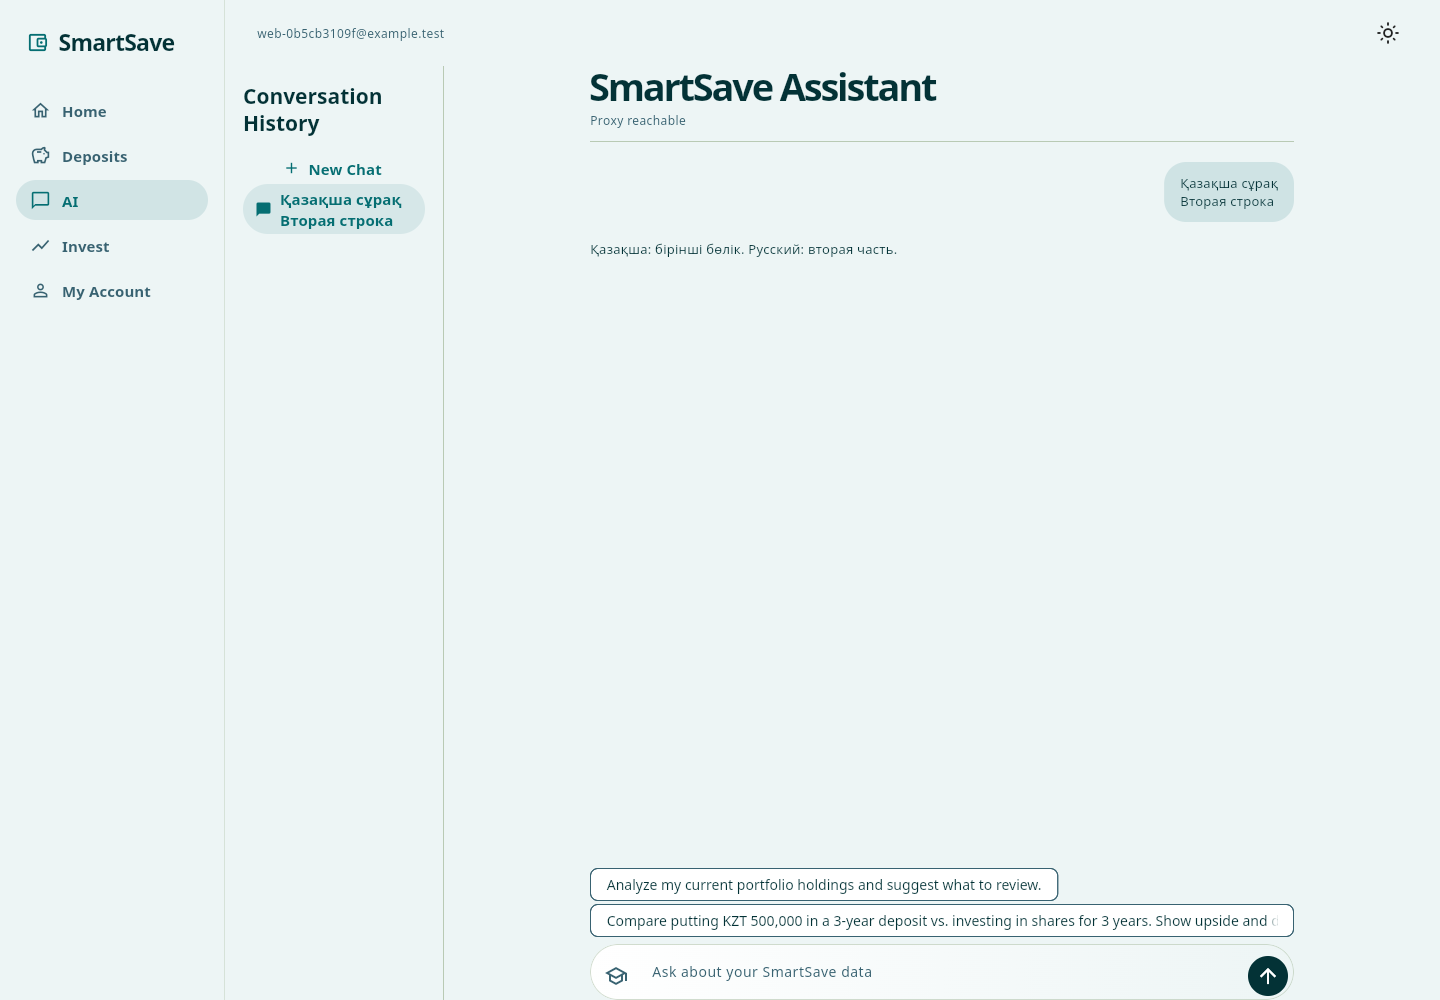 SmartSave
Home
Deposits
AI
Invest
My Account
web-0b5cb3109f@example.test
Conversation
History
New Chat
Қазақша сұрақ
Вторая строка
SmartSave Assistant
Proxy reachable
Қазақша сұрақ
Вторая строка
Қазақша: бірінші бөлік. Русский: вторая часть.
Analyze my current portfolio holdings and suggest what to review.
Compare putting KZT 500,000 in a 3-year deposit vs. investing in shares for 3 years. Show upside and
Ask about your SmartSave data